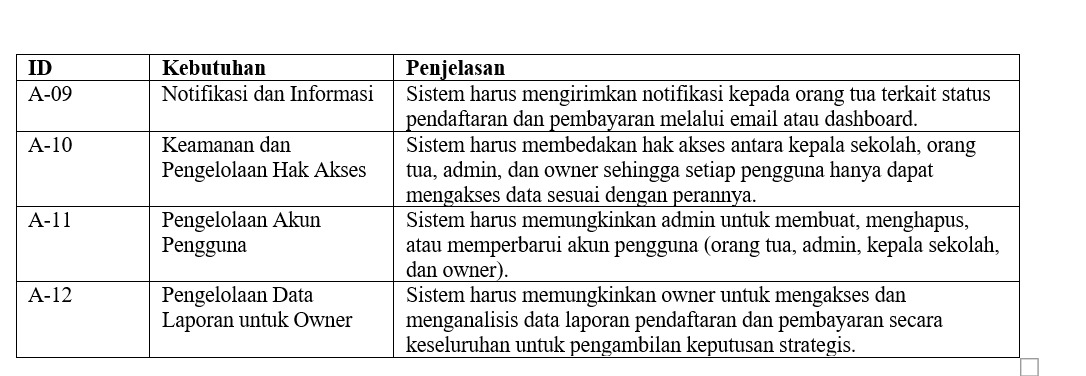 ID Kebutuhan Penjelasan
A-09 Notifikasi dan Informasi Sistem harus mengirimkan notifikasi kepada orang tua terkait status
pendaftaran dan pembayaran melalui email atau dashboard.
A-10 Keamanan dan Sistem harus membedakan hak akses antara kepala sekolah, orang
Pengelolaan Hak Akses tua, admin, dan owner sehingga setiap pengguna hanya dapat
mengakses data sesuai dengan perannya.
A-11 Pengelolaan Akun Sistem harus memungkinkan admin untuk membuat, menghapus,
Pengguna atau memperbarui akun pengguna (orang tua, admin, kepala sekolah,
dan owner).
A-12 Pengelolaan Data Sistem harus memungkinkan owner untuk mengakses dan
Laporan untuk Owner menganalisis data laporan pendaftaran dan pembayaran secara
keseluruhan untuk pengambilan keputusan strategis.